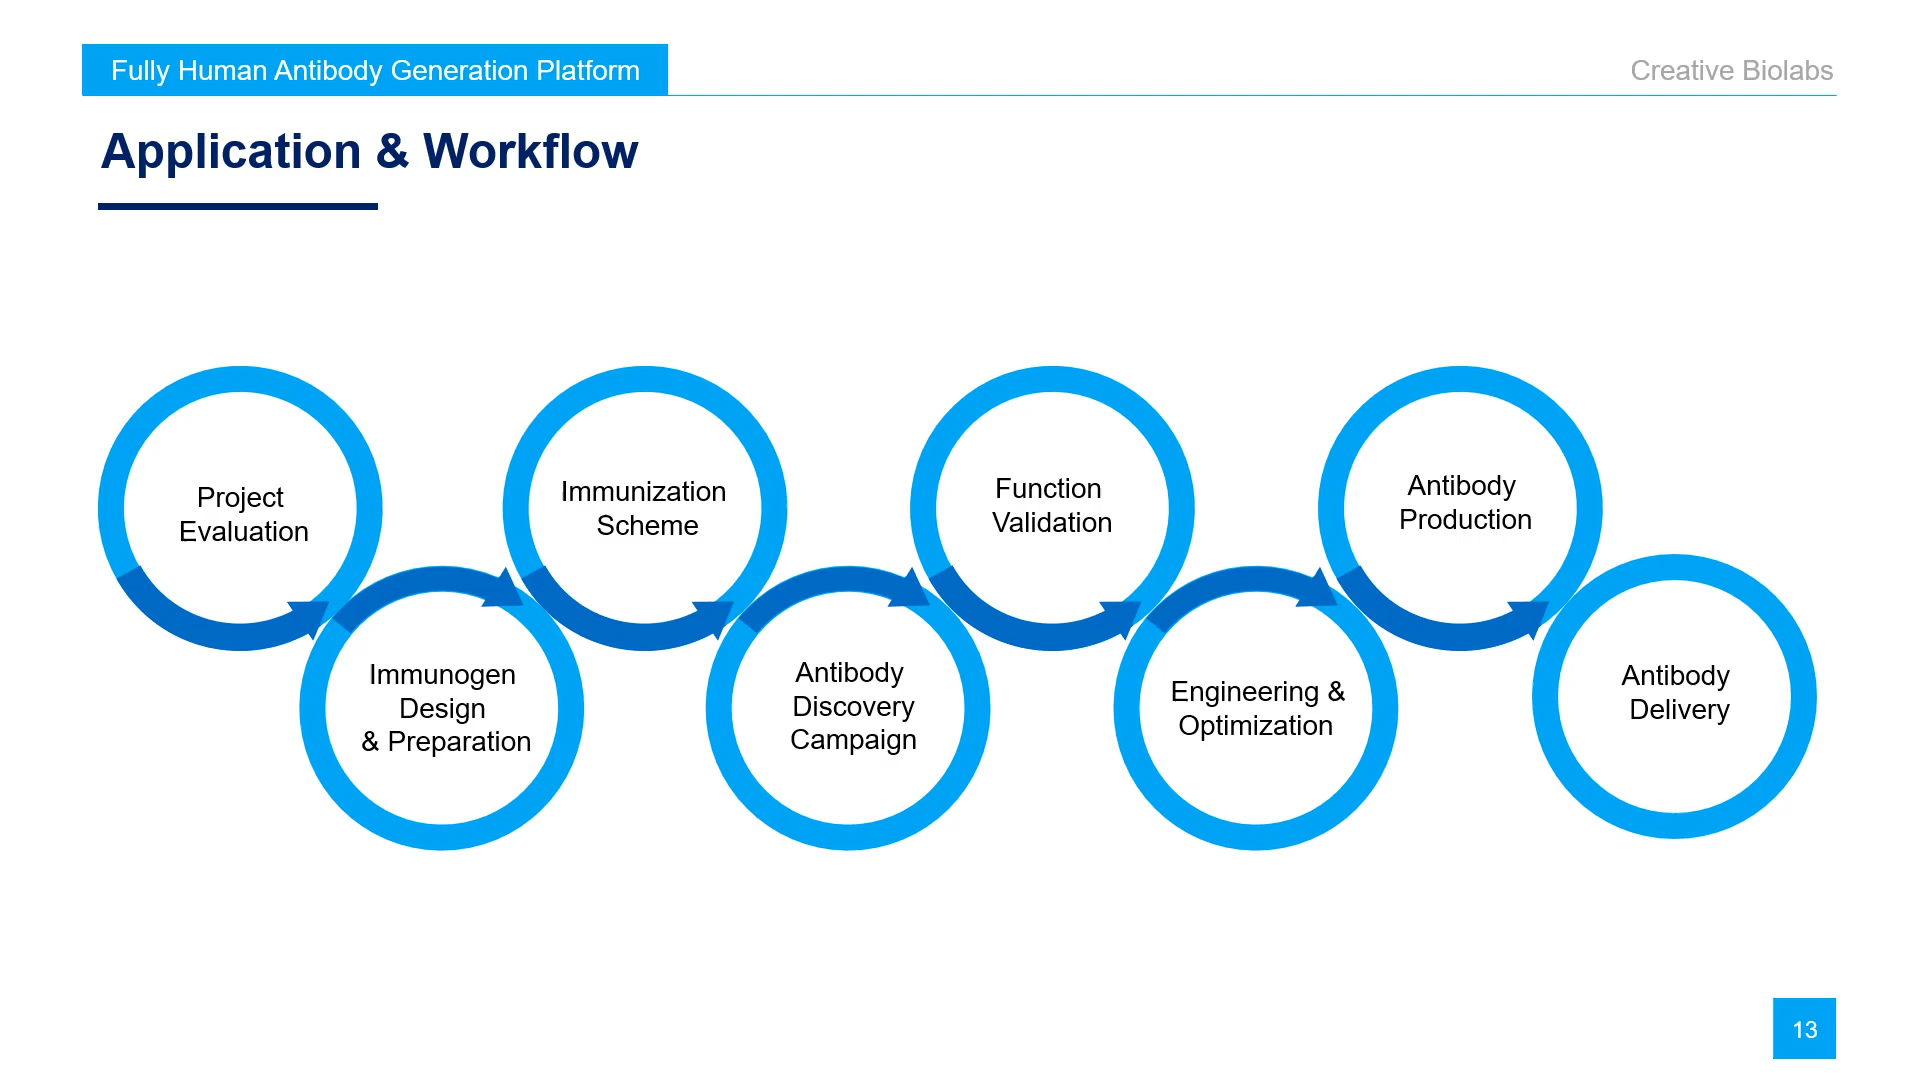 Fully Human Antibody Generation Platform
Creative Biolabs
Application & Workflow
Project
Evaluation
Immunogen
Design
& Preparation
Immunization
Scheme
Antibody
Discovery
Campaign
Function
Validation
Engineering &
Optimization
Antibody
Production
Antibody
Delivery
13